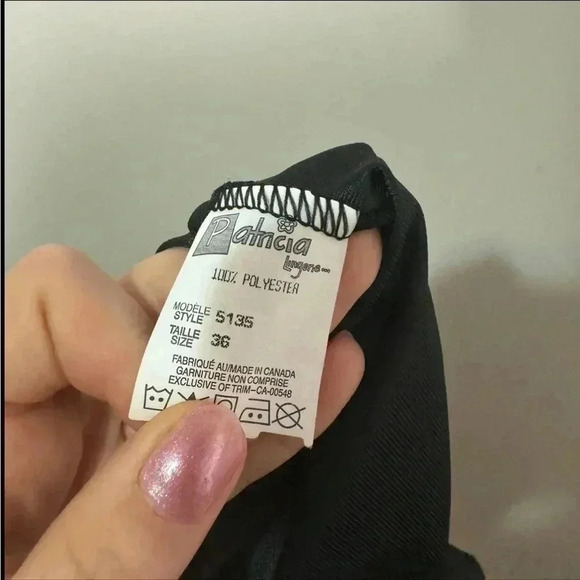 Patricia
Lingerie...
100% POLYESTER
MODÈLE
STYLE 5135
TAILLE
SIZE 36
FABRIQUÉ AU/MADE IN CANADA
GARNITURE NON COMPRISE
EXCLUSIVE OF TRIM-CA-00548